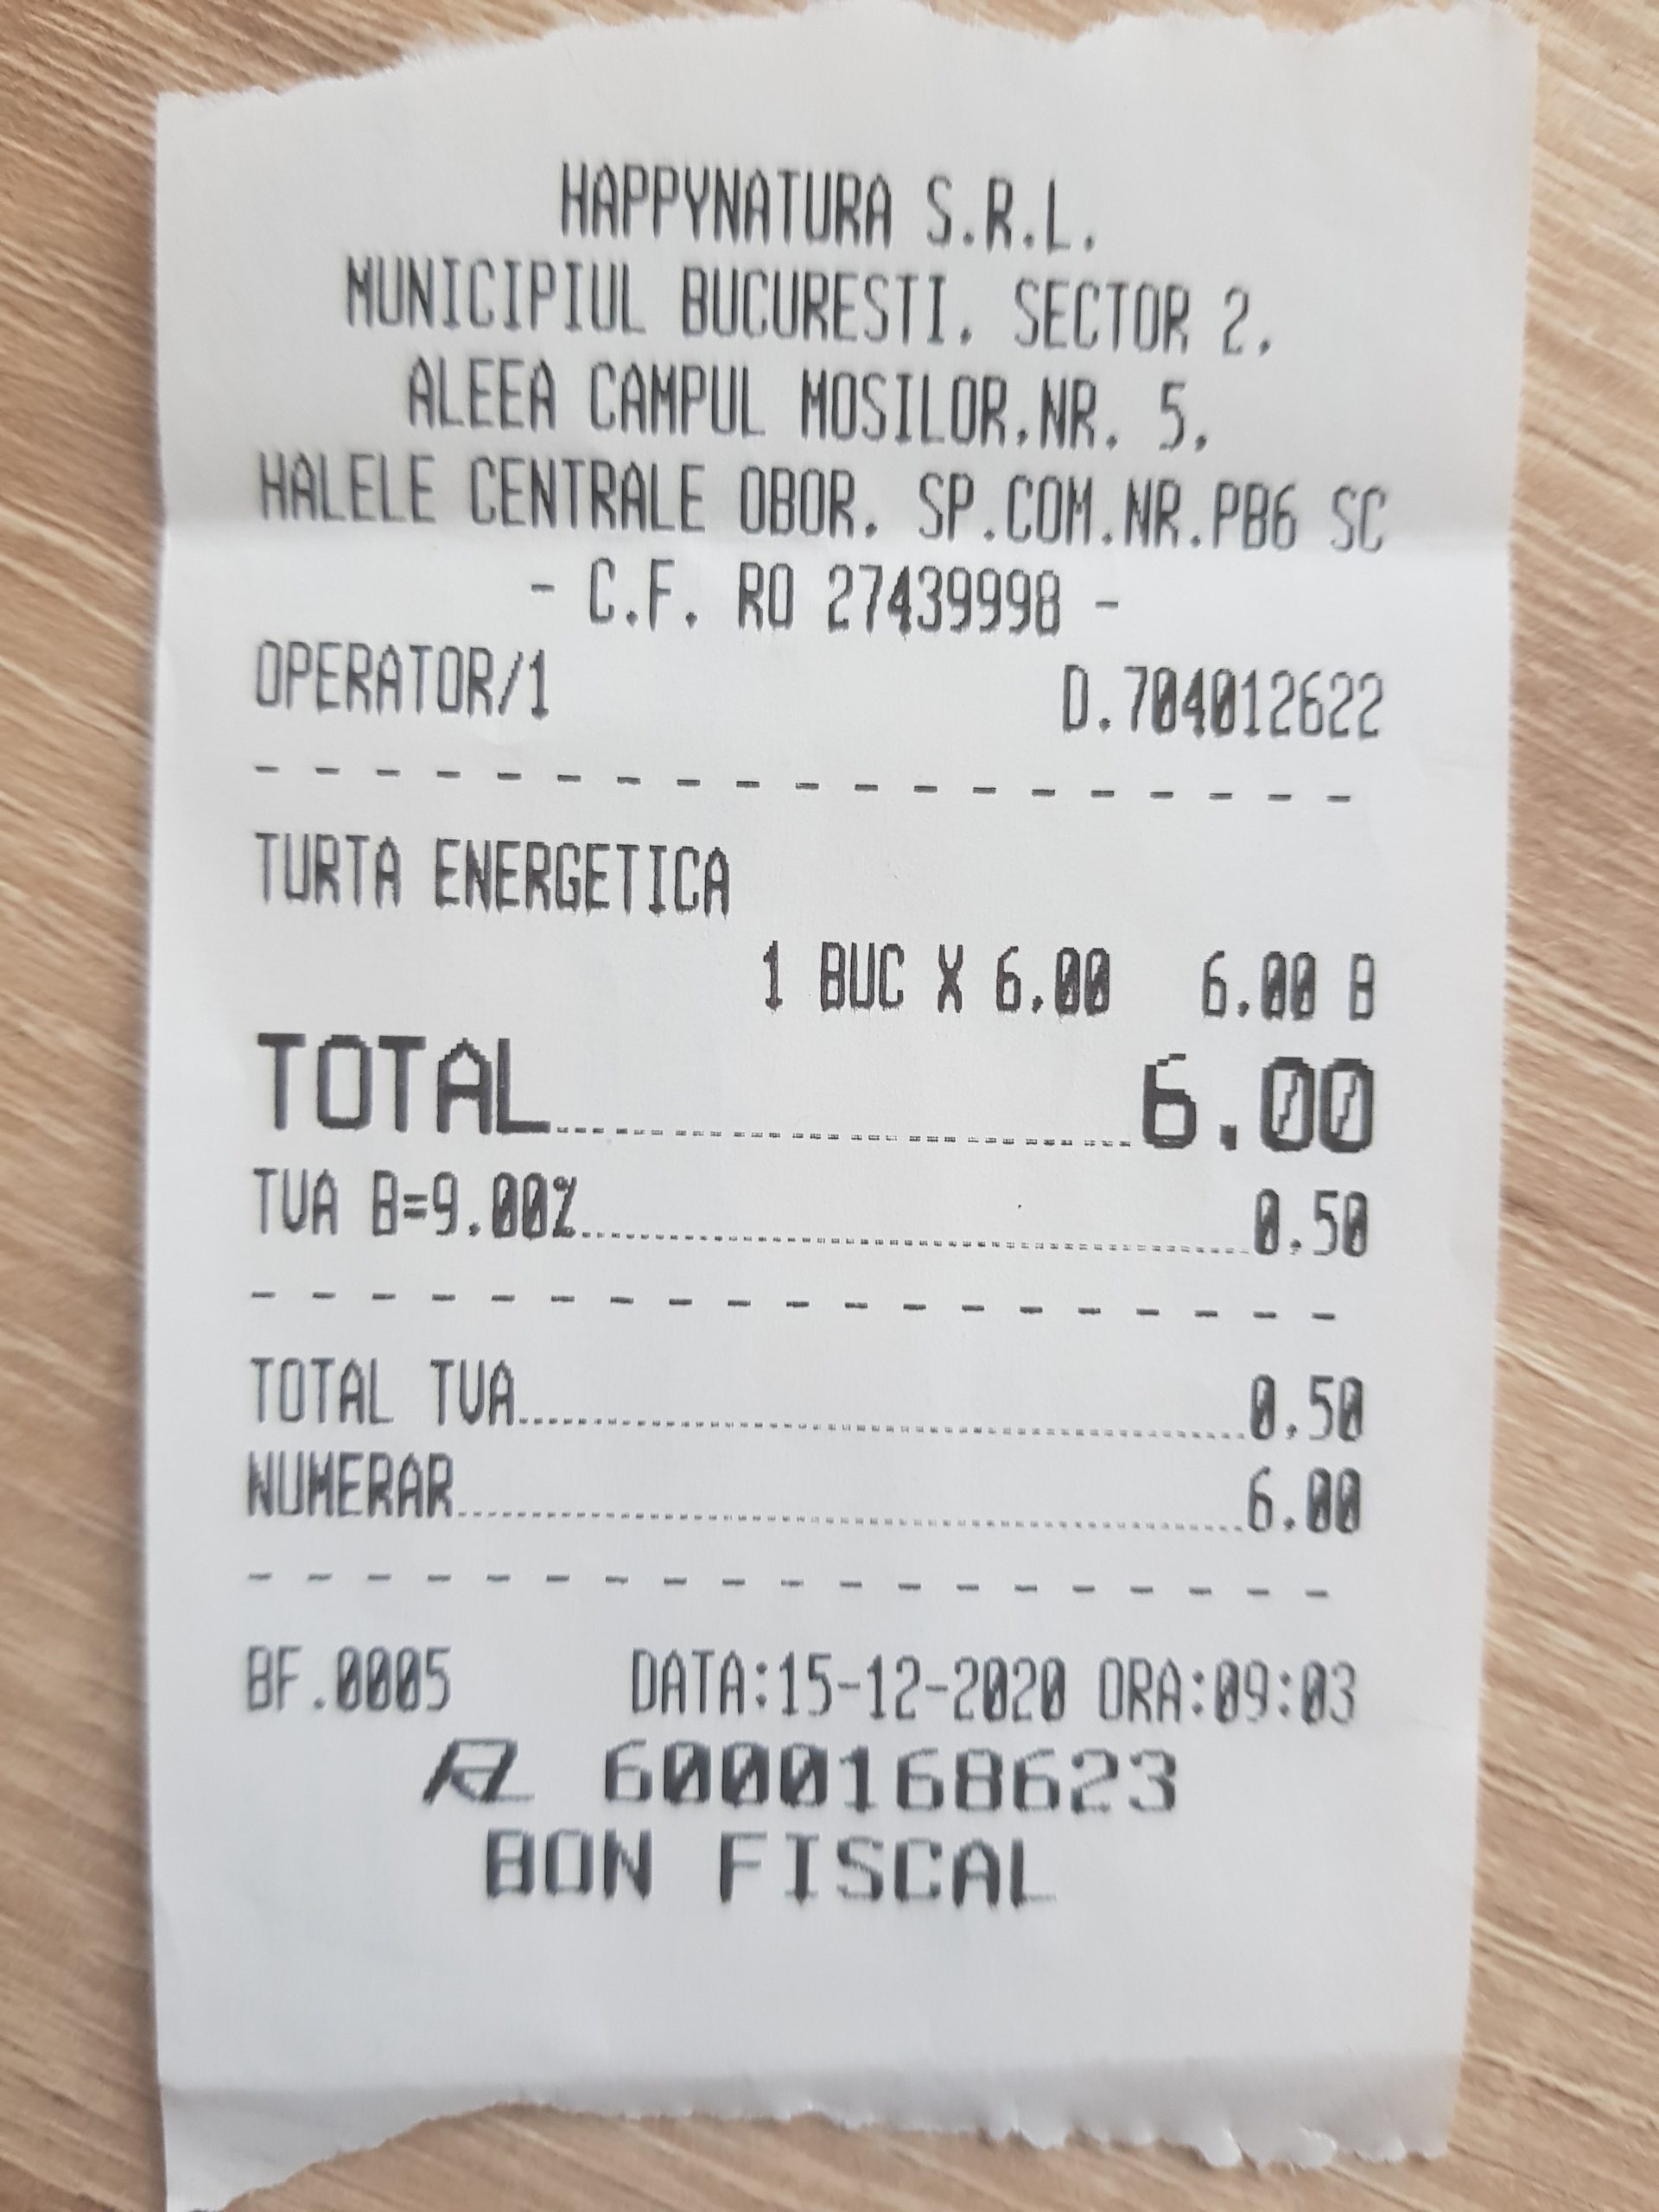 HAPPYNATURA S.R.L.
MUNICIPIUL BUCURESTI, SECTOR 2,
ALEEA CAMPUL MOSILOR,NR. 5,
HALELE CENTRALE OBOR, SP.COM.NR.PB6 SC
- C.F. RO 27439998 -
OPERATOR/1 D.704012622
TURTA ENERGETICA
1 BUC X 6.00 6.00 B
TOTAL 6.00
TVA B=9.00% 0.50
TOTAL TVA 0.50
NUMERAR 6.00
BF.0005 DATA:15-12-2020 ORA:09:03
6000168623
BON FISCAL